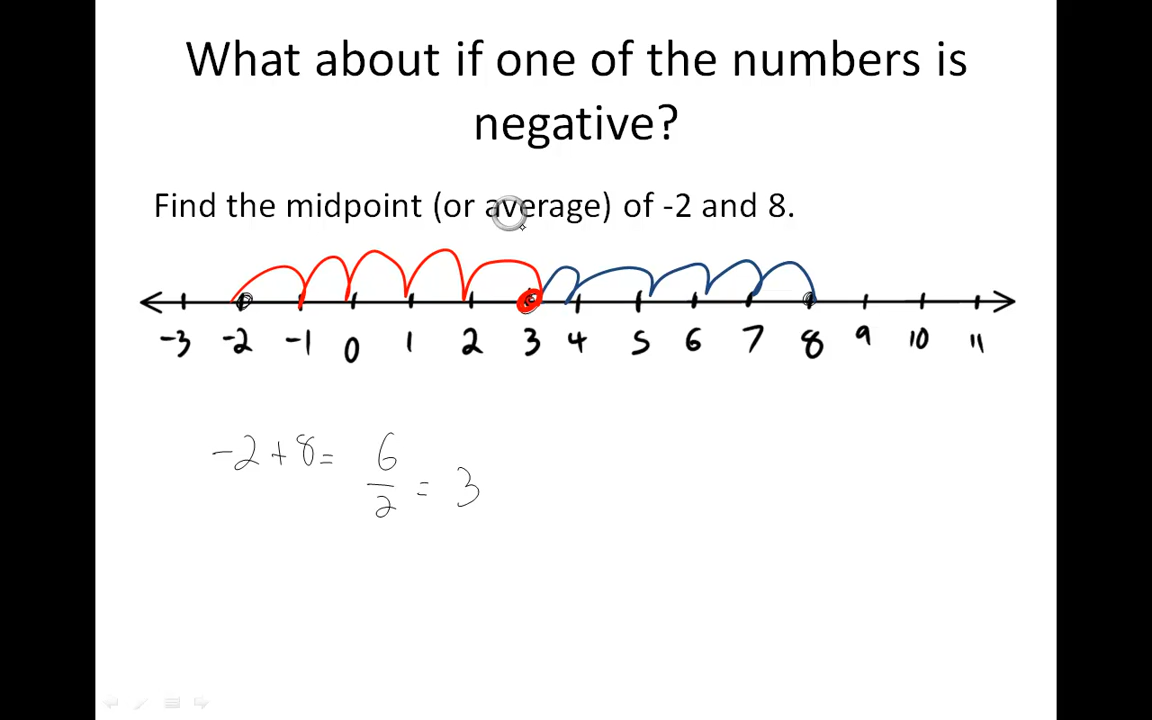 What about if one of the numbers is
negative?
Find the midpoint (or average) of -2 and 8.
-3 -2 -1 0 1 2 3 4 5 6 7 8 9 10 11
-2+8= 6/2 = 3